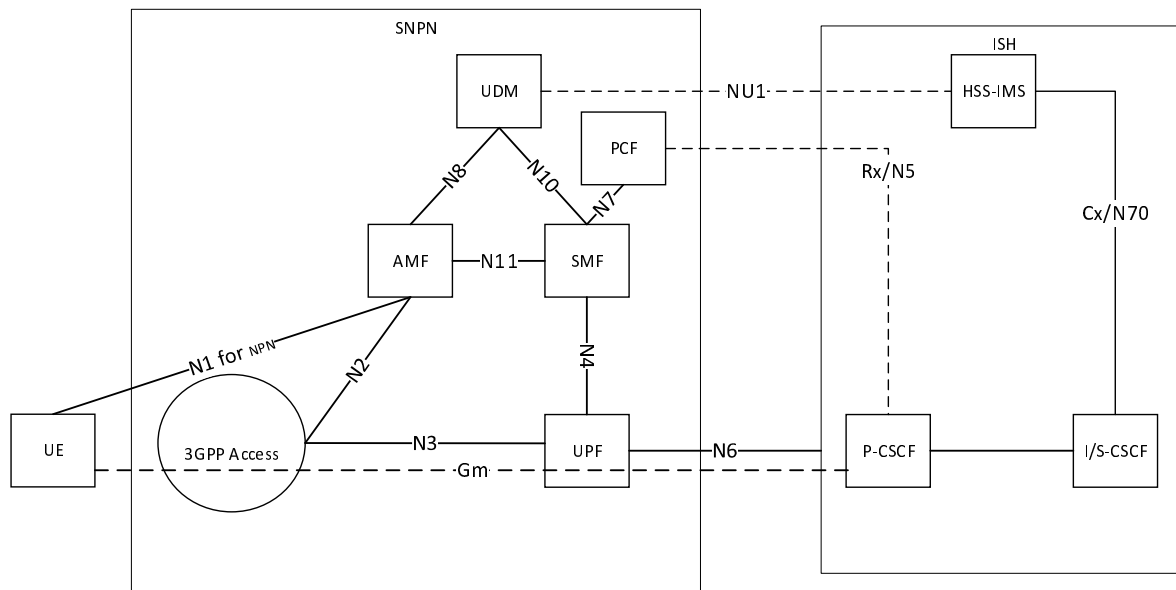 SNPN
ISH
UDM
NU1
HSS-IMS
PCF
Rx/N5
N8
N10
N7
Cx/N70
AMF
N11
SMF
N1 for NPN
N2
N4
UE
3GPP Access
N3
UPF
N6
P-CSCF
I/S-CSCF
Gm